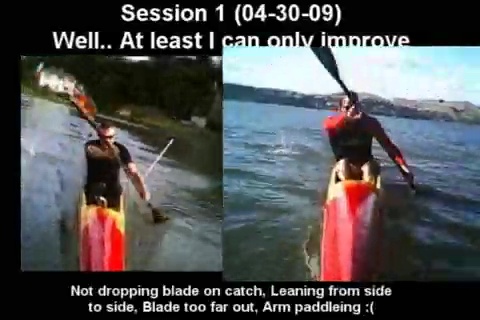 Session 1 (04-30-09)
Well.. At least I can only improve
Not dropping blade on catch, Leaning from side
to side, Blade too far out, Arm paddleing :(